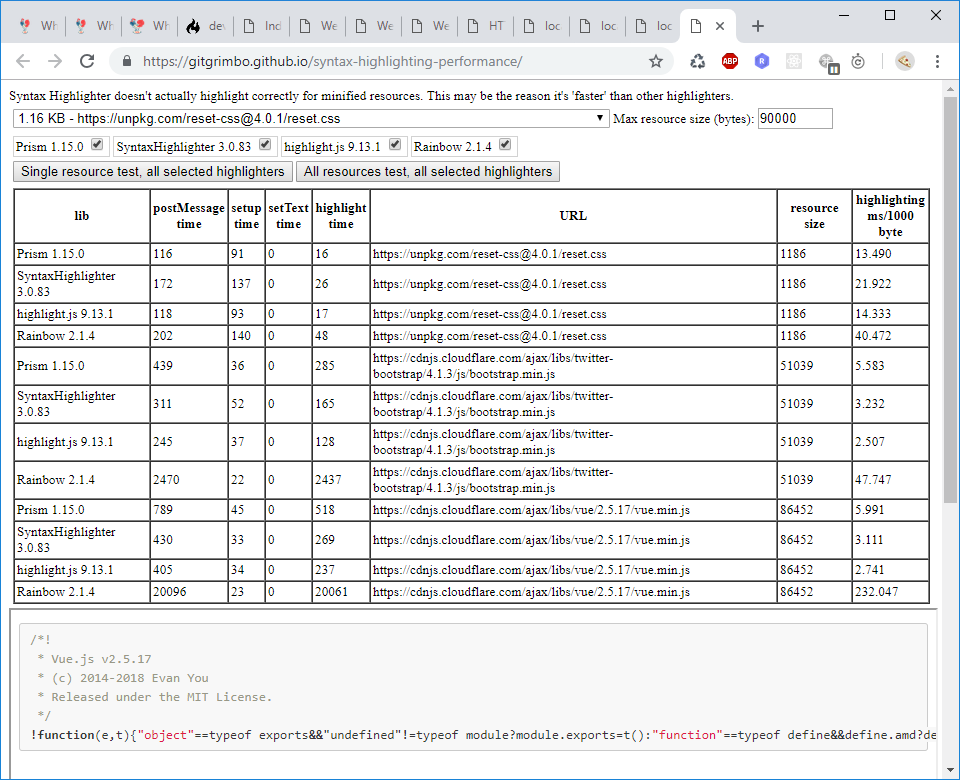 Wh
Wh
Wh
de
Ind
We
We
We
HT
loc
loc
loc
https://gitgrimbo.github.io/syntax-highlighting-performance/
ABP
R
Syntax Highlighter doesn't actually highlight correctly for minified resources. This may be the reason it's 'faster' than other highlighters.
1.16 KB - https://unpkg.com/reset-css@4.0.1/reset.css Max resource size (bytes): 90000
Prism 1.15.0 SyntaxHighlighter 3.0.83 highlight.js 9.13.1 Rainbow 2.1.4
Single resource test, all selected highlighters All resources test, all selected highlighters
lib postMessage time setup time setText time highlight time URL resource size highlighting ms/1000 byte
Prism 1.15.0 116 91 0 16 https://unpkg.com/reset-css@4.0.1/reset.css 1186 13.490
SyntaxHighlighter 3.0.83 172 137 0 26 https://unpkg.com/reset-css@4.0.1/reset.css 1186 21.922
highlight.js 9.13.1 118 93 0 17 https://unpkg.com/reset-css@4.0.1/reset.css 1186 14.333
Rainbow 2.1.4 202 140 0 48 https://unpkg.com/reset-css@4.0.1/reset.css 1186 40.472
Prism 1.15.0 439 36 0 285 https://cdnjs.cloudflare.com/ajax/libs/twitter-bootstrap/4.1.3/js/bootstrap.min.js 51039 5.583
SyntaxHighlighter 3.0.83 311 52 0 165 https://cdnjs.cloudflare.com/ajax/libs/twitter-bootstrap/4.1.3/js/bootstrap.min.js 51039 3.232
highlight.js 9.13.1 245 37 0 128 https://cdnjs.cloudflare.com/ajax/libs/twitter-bootstrap/4.1.3/js/bootstrap.min.js 51039 2.507
Rainbow 2.1.4 2470 22 0 2437 https://cdnjs.cloudflare.com/ajax/libs/twitter-bootstrap/4.1.3/js/bootstrap.min.js 51039 47.747
Prism 1.15.0 789 45 0 518 https://cdnjs.cloudflare.com/ajax/libs/vue/2.5.17/vue.min.js 86452 5.991
SyntaxHighlighter 3.0.83 430 33 0 269 https://cdnjs.cloudflare.com/ajax/libs/vue/2.5.17/vue.min.js 86452 3.111
highlight.js 9.13.1 405 34 0 237 https://cdnjs.cloudflare.com/ajax/libs/vue/2.5.17/vue.min.js 86452 2.741
Rainbow 2.1.4 20096 23 0 20061 https://cdnjs.cloudflare.com/ajax/libs/vue/2.5.17/vue.min.js 86452 232.047
/*!
 * Vue.js v2.5.17
 * (c) 2014-2018 Evan You
 * Released under the MIT License.
 */
!function(e,t){"object"==typeof exports&&"undefined"!=typeof module?module.exports=t():"function"==typeof define&&define.amd?de